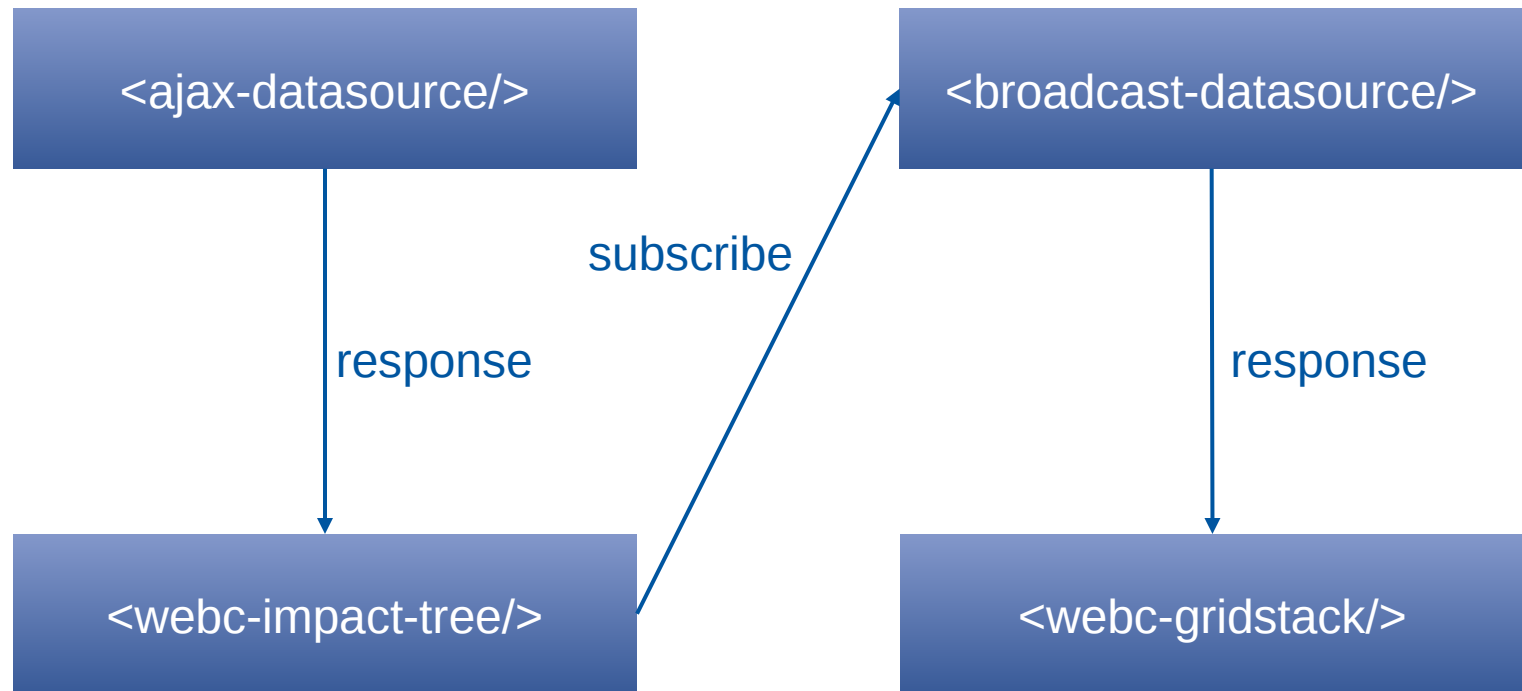 <ajax-datasource/>
<broadcast-datasource/>
subscribe
response
response
<webc-impact-tree/>
<webc-gridstack/>